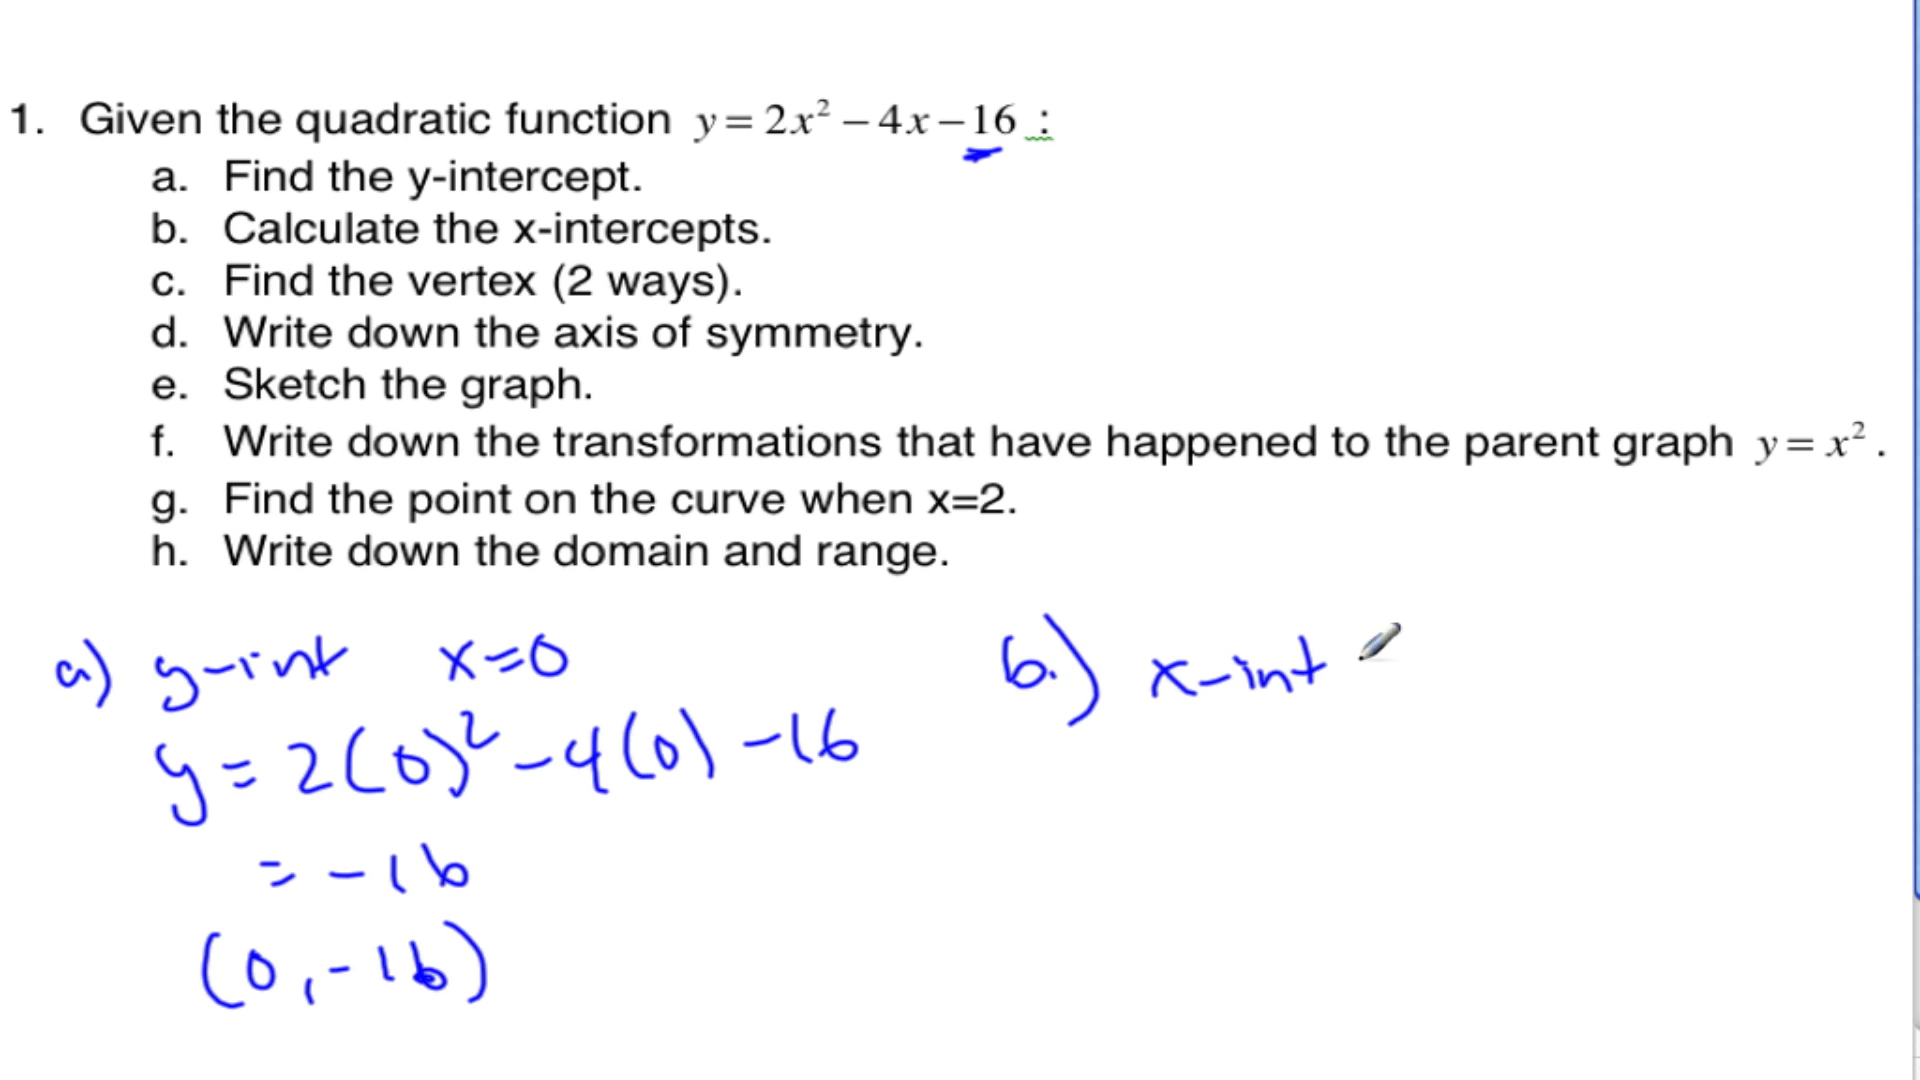 1. Given the quadratic function y = 2x² − 4x − 16 :
a. Find the y-intercept.
b. Calculate the x-intercepts.
c. Find the vertex (2 ways).
d. Write down the axis of symmetry.
e. Sketch the graph.
f. Write down the transformations that have happened to the parent graph y = x² .
g. Find the point on the curve when x=2.
h. Write down the domain and range.
a) y-int x=0
y = 2(0)² - 4(0) - 16
= -16
(0, -16)
b.) x-int